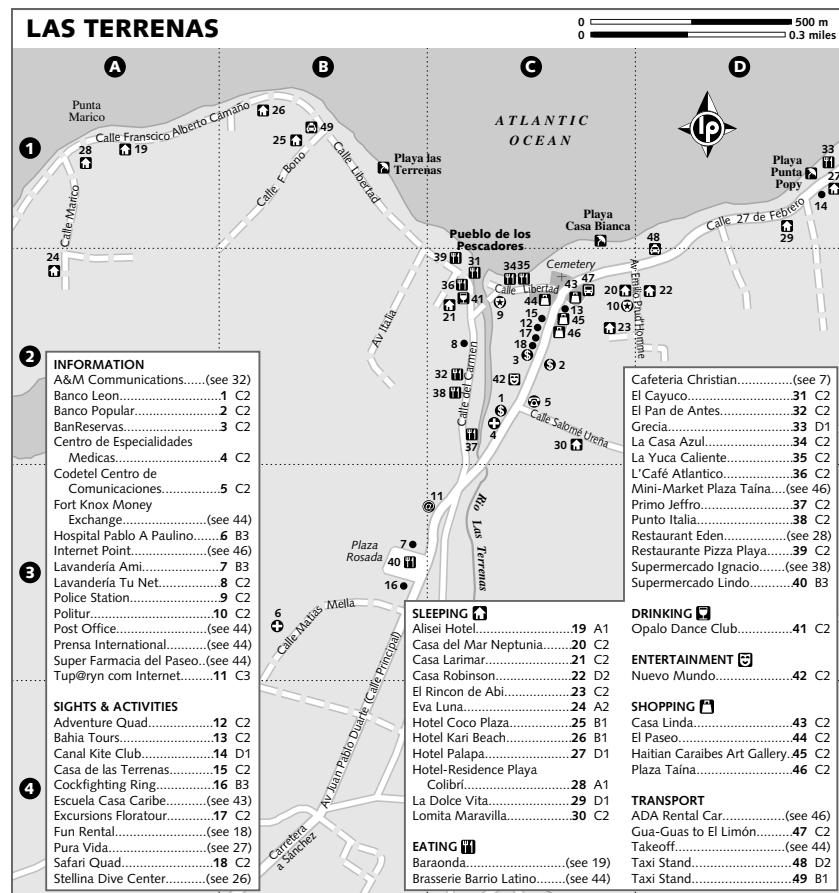 LAS TERRENAS
0 500 m
0 0.3 miles
A
B
C
D
1
2
3
4
ATLANTIC
OCEAN
Punta
Marico
Calle Franscico Alberto Camaño
26
49
25
28
19
Calle F Bono
Calle Libertad
Playa las
Terrenas
Calle Marico
24
Playa
Punta
Popy
33
27
14
29
Calle 27 de Febrero
Playa
Casa Bianca
48
Pueblo de los
Pescadores
39
31
34 35
Cemetery
47
43
36
41
21
Calle Libertad
9
44
13
15
45
12
17
46
18
3
2
20
22
10
23
Av Emilio Prud'Homme
Av Italia
8
32
38
37
Calle del Carmen
42
1
5
4
Calle Salomé Ureña
30
11
Río Las Terrenas
Plaza
Rosada
7
40
16
6
Calle Matías Mella
Av Juan Pablo Duarte (Calle Principal)
Carretera
a Sánchez
lp
INFORMATION
A&M Communications......(see 32)
Banco Leon......1 C2
Banco Popular......2 C2
BanReservas......3 C2
Centro de Especialidades
Medicas......4 C2
Codetel Centro de
Comunicaciones......5 C2
Fort Knox Money
Exchange......(see 44)
Hospital Pablo A Paulino......6 B3
Internet Point......(see 46)
Lavandería Ami......7 B3
Lavandería Tu Net......8 C2
Police Station......9 C2
Politur......10 C2
Post Office......(see 44)
Prensa International......(see 44)
Super Farmacia del Paseo..(see 44)
Tup@ryn com Internet......11 C3
SIGHTS & ACTIVITIES
Adventure Quad......12 C2
Bahia Tours......13 C2
Canal Kite Club......14 D1
Casa de las Terrenas......15 C2
Cockfighting Ring......16 B3
Escuela Casa Caribe......(see 43)
Excursions Floratour......17 C2
Fun Rental......(see 18)
Pura Vida......(see 27)
Safari Quad......18 C2
Stellina Dive Center......(see 26)
SLEEPING
Alisei Hotel......19 A1
Casa del Mar Neptunia......20 C2
Casa Larimar......21 C2
Casa Robinson......22 D2
El Rincon de Abi......23 C2
Eva Luna......24 A2
Hotel Coco Plaza......25 B1
Hotel Kari Beach......26 B1
Hotel Palapa......27 D1
Hotel-Residence Playa
Colibrí......28 A1
La Dolce Vita......29 D1
Lomita Maravilla......30 C2
EATING
Baraonda......(see 19)
Brasserie Barrio Latino......(see 44)
Cafeteria Christian......(see 7)
El Cayuco......31 C2
El Pan de Antes......32 C2
Grecia......33 D1
La Casa Azul......34 C2
La Yuca Caliente......35 C2
L'Café Atlantico......36 C2
Mini-Market Plaza Taína....(see 46)
Primo Jeffro......37 C2
Punto Italia......38 C2
Restaurant Eden......(see 28)
Restaurante Pizza Playa......39 C2
Supermercado Ignacio......(see 38)
Supermercado Lindo......40 B3
DRINKING
Opalo Dance Club......41 C2
ENTERTAINMENT
Nuevo Mundo......42 C2
SHOPPING
Casa Linda......43 C2
El Paseo......44 C2
Haitian Caraibes Art Gallery..45 C2
Plaza Taína......46 C2
TRANSPORT
ADA Rental Car......(see 46)
Gua-Guas to El Limón......47 C2
Takeoff......(see 44)
Taxi Stand......48 D2
Taxi Stand......49 B1